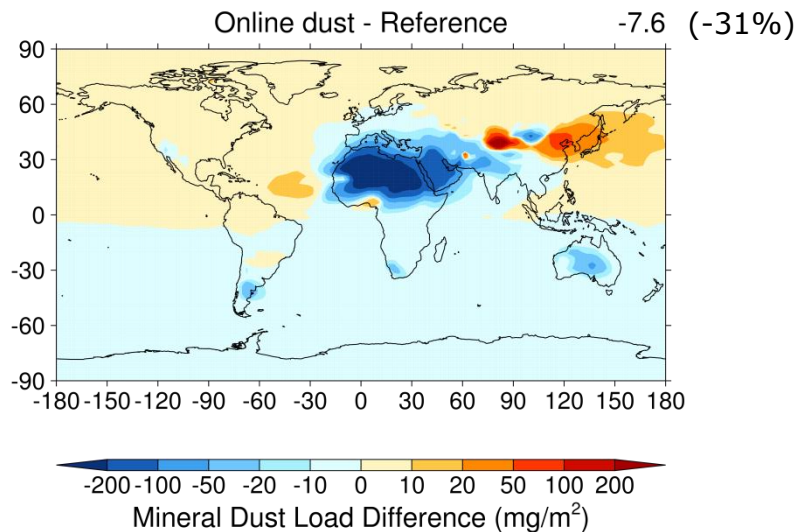 Online dust - Reference -7.6 (-31%)
90
60
30
0
-30
-60
-90
-180 -150 -120 -90 -60 -30 0 30 60 90 120 150 180
-200 -100 -50 -20 -10 0 10 20 50 100 200
Mineral Dust Load Difference (mg/m²)